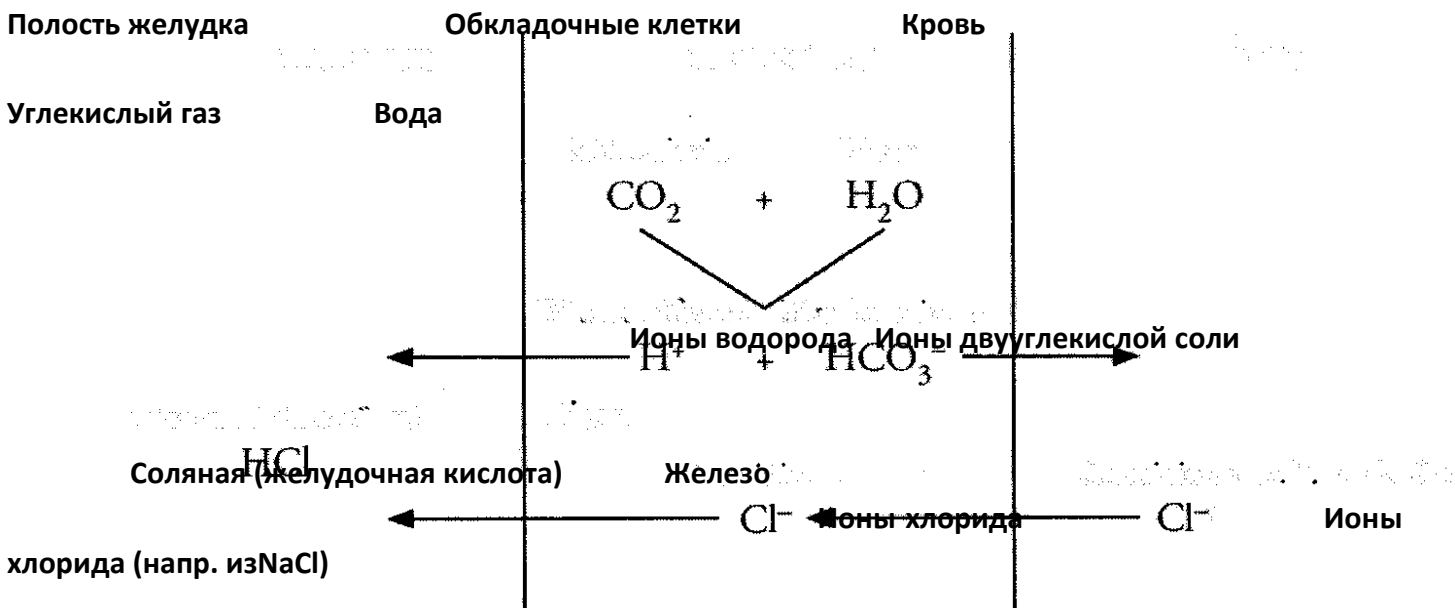 Полость желудка Обкладочные клетки Кровь
Углекислый газ Вода
CO₂ + H₂O
Ионы водорода Ионы двууглекислой соли
H⁺ + HCO₃⁻
HCl
Соляная (желудочная кислота) Железо
Cl⁻ Ионы хлорида Cl⁻ Ионы
хлорида (напр. изNaCl)